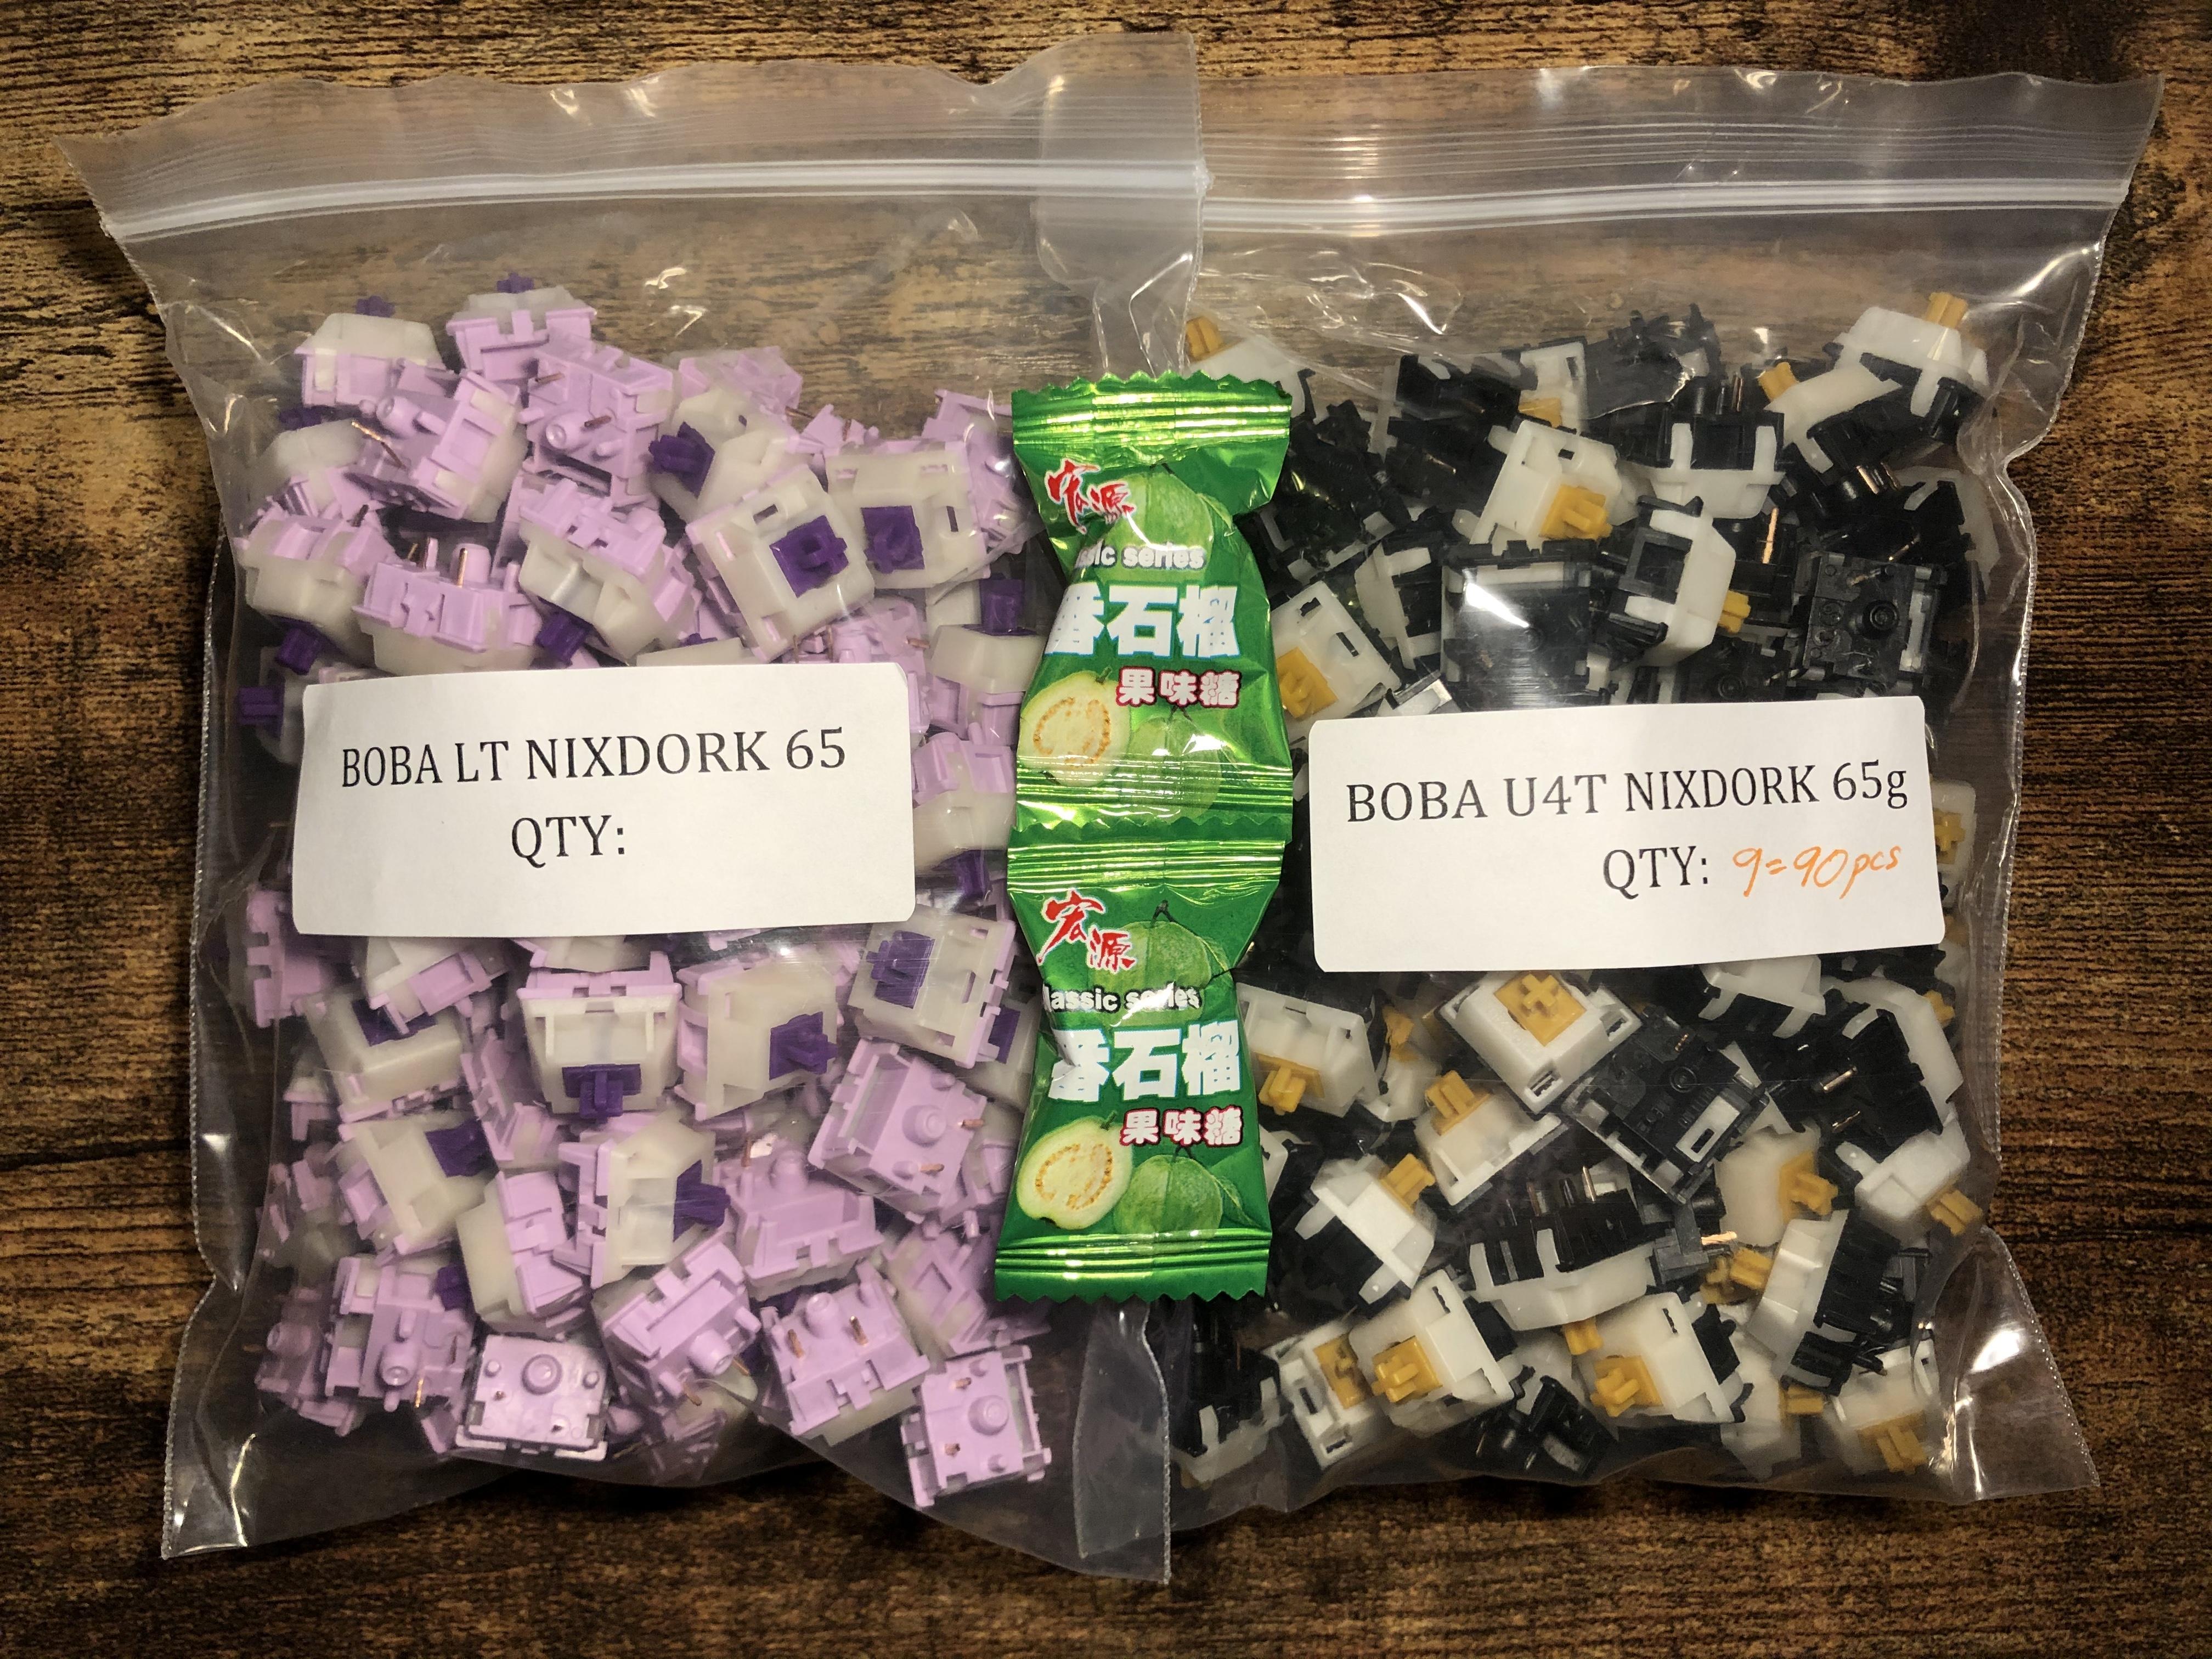 BOBA LT NIXDORK 65
QTY:
宏源
ssic series
番石榴
果味糖
宏源
lassic series
番石榴
果味糖
BOBA U4T NIXDORK 65g
QTY: 9=90pcs